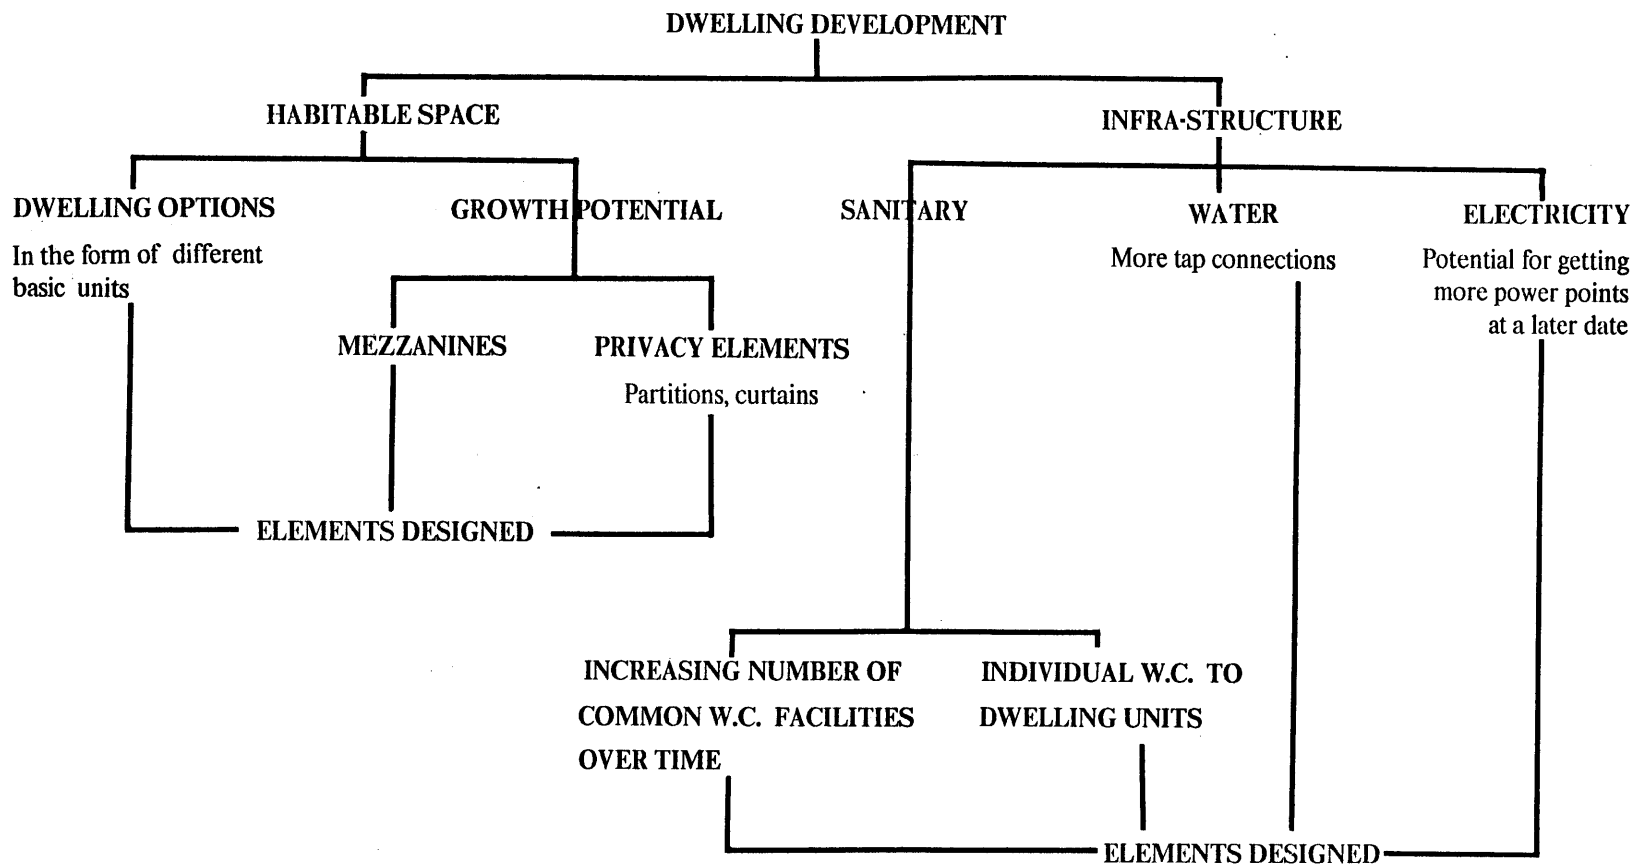 DWELLING DEVELOPMENT
HABITABLE SPACE
INFRA-STRUCTURE
DWELLING OPTIONS
In the form of different
basic units
GROWTH POTENTIAL
SANITARY
WATER
More tap connections
ELECTRICITY
Potential for getting
more power points
at a later date
MEZZANINES
PRIVACY ELEMENTS
Partitions, curtains
ELEMENTS DESIGNED
INCREASING NUMBER OF
COMMON W.C. FACILITIES
OVER TIME
INDIVIDUAL W.C. TO
DWELLING UNITS
ELEMENTS DESIGNED